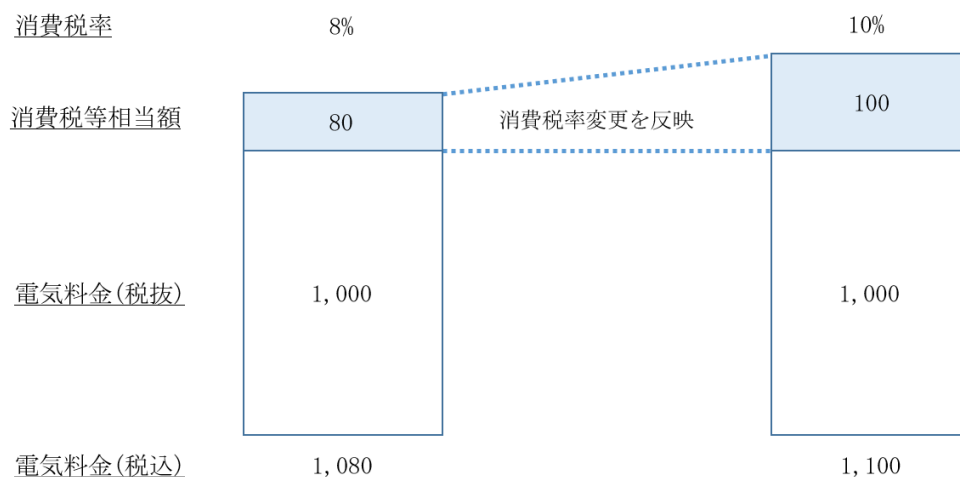 消費税率 8% 10%
消費税等相当額 80 消費税率変更を反映 100
電気料金(税抜) 1,000 1,000
電気料金(税込) 1,080 1,100